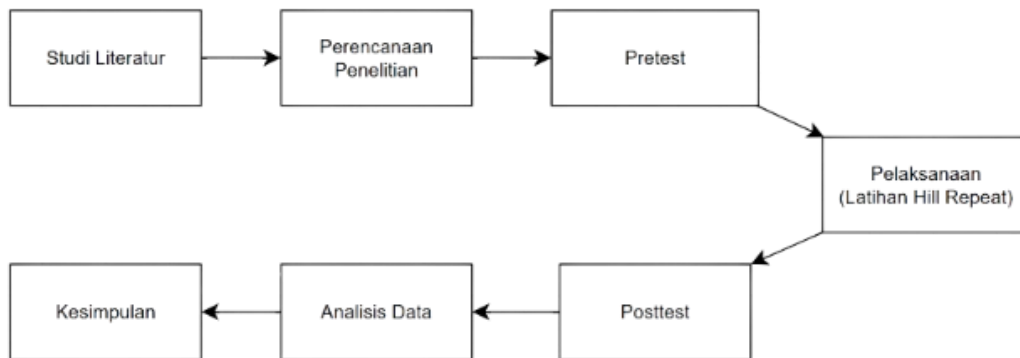 Studi Literatur
Perencanaan
Penelitian
Pretest
Pelaksanaan
(Latihan Hill Repeat)
Posttest
Analisis Data
Kesimpulan